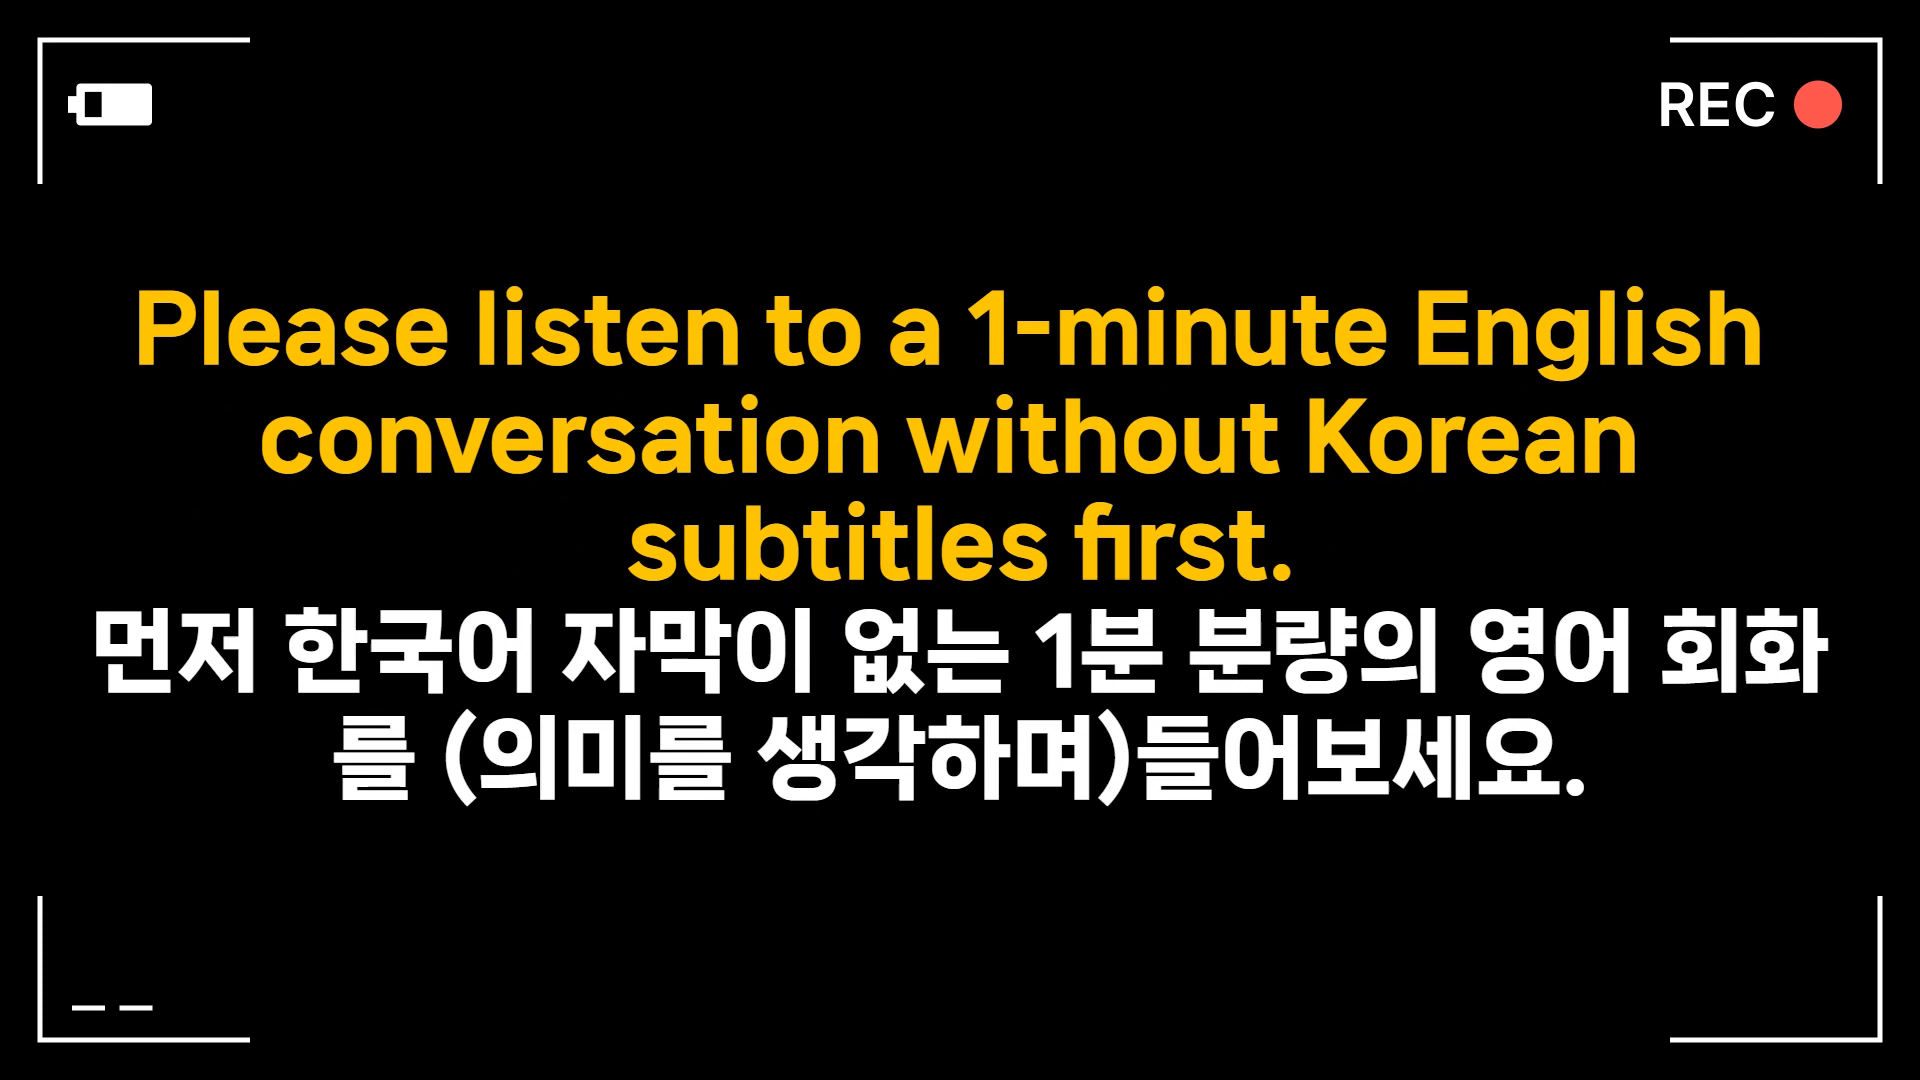 REC
Please listen to a 1-minute English
conversation without Korean
subtitles first.
먼저 한국어 자막이 없는 1분 분량의 영어 회화
를 (의미를 생각하며)들어보세요.